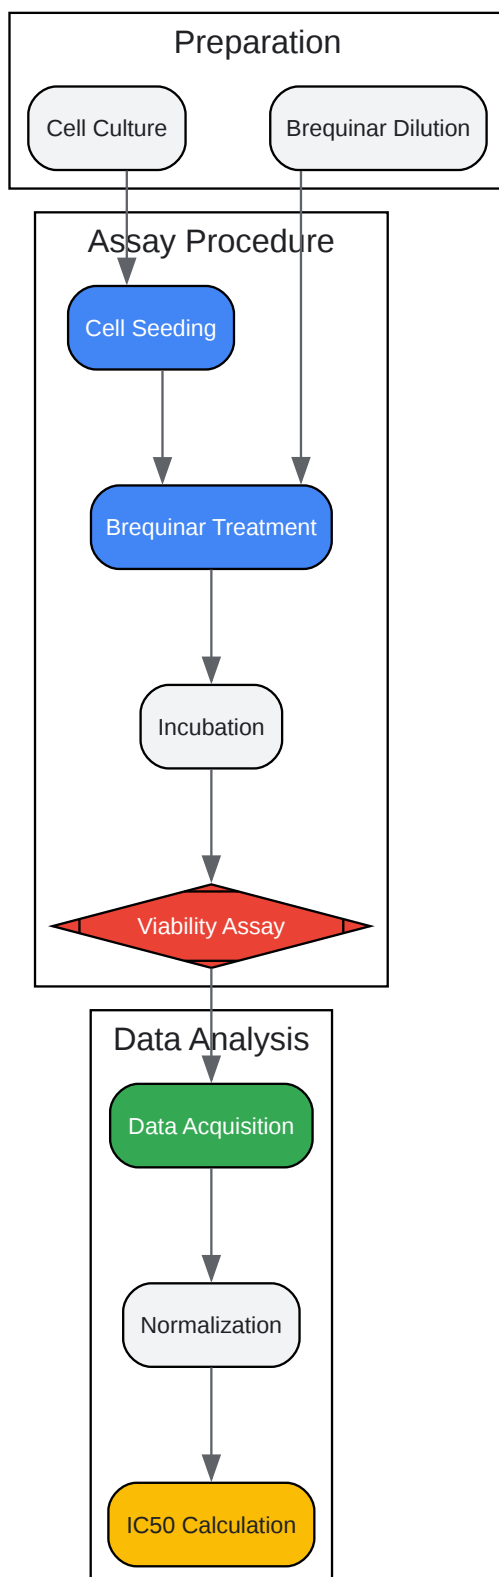 Preparation
Cell Culture
Brequinar Dilution
Assay Procedure
Cell Seeding
Brequinar Treatment
Incubation
Viability Assay
Data Analysis
Data Acquisition
Normalization
IC50 Calculation